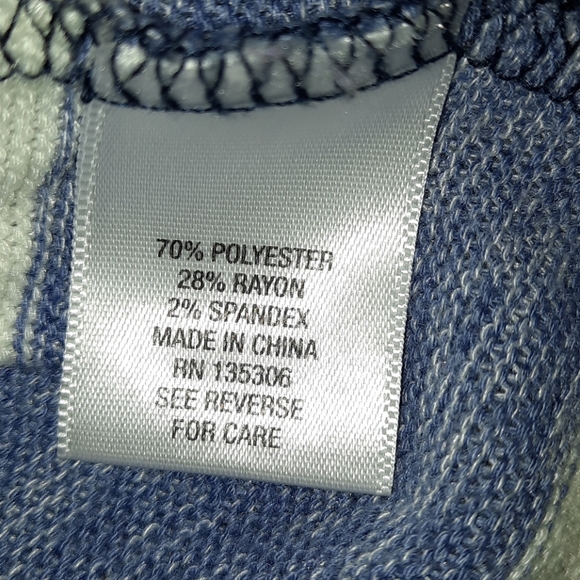 70% POLYESTER
28% RAYON
2% SPANDEX
MADE IN CHINA
RN 135306
SEE REVERSE
FOR CARE